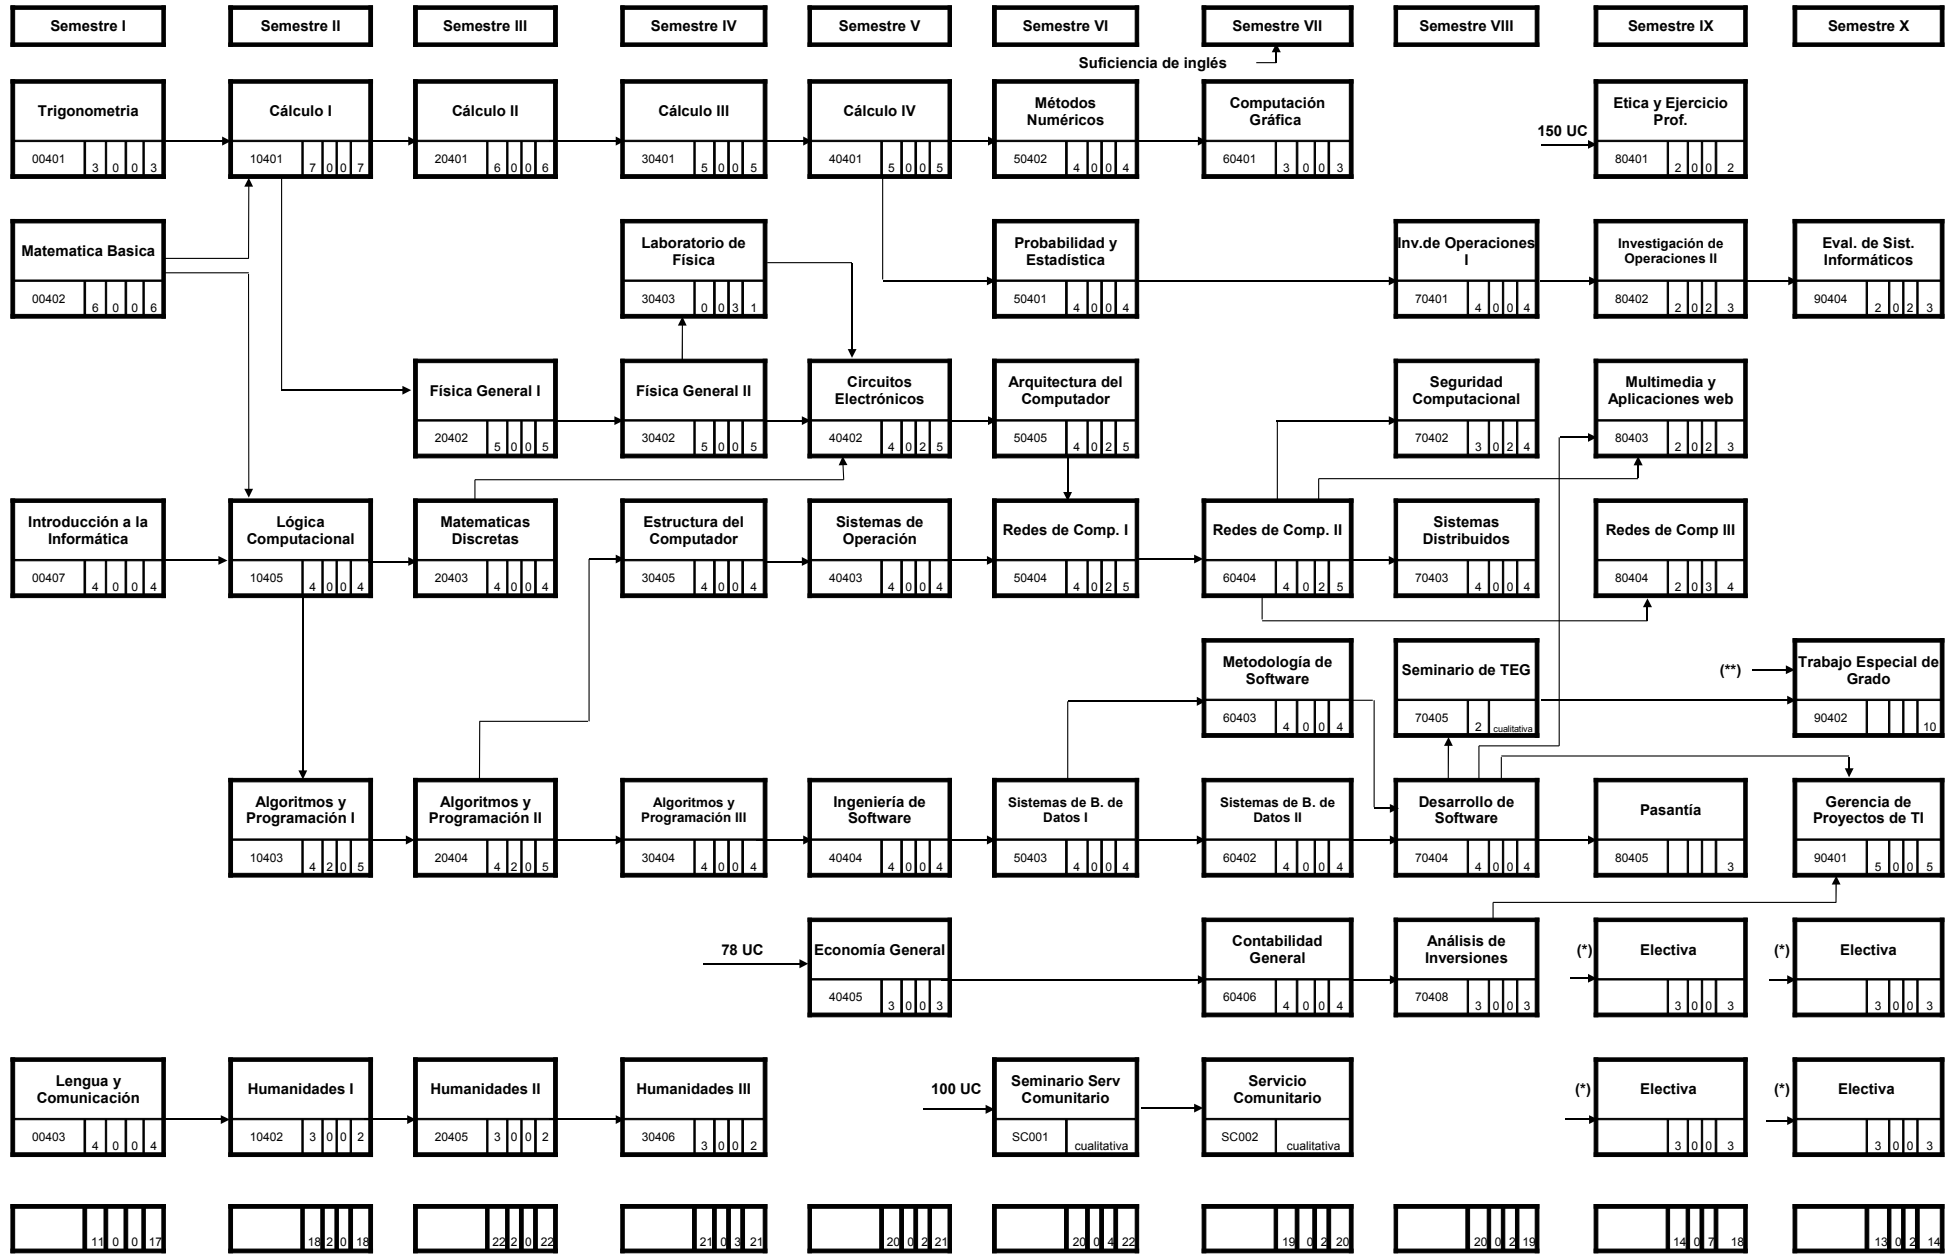 Semestre I Semestre II Semestre III Semestre IV Semestre V Semestre VI Semestre VII Semestre VIII Semestre IX Semestre X
Suficiencia de inglés
Trigonometria
00401 3 0 0 3
Cálculo I
10401 7 0 0 7
Cálculo II
20401 6 0 0 6
Cálculo III
30401 5 0 0 5
Cálculo IV
40401 5 0 0 5
Métodos
Numéricos
50402 4 0 0 4
Computación
Gráfica
60401 3 0 0 3
150 UC
Etica y Ejercicio
Prof.
80401 2 0 0 2
Matematica Basica
00402 6 0 0 6
Laboratorio de
Física
30403 0 0 3 1
Probabilidad y
Estadística
50401 4 0 0 4
Inv.de Operaciones
I
70401 4 0 0 4
Investigación de
Operaciones II
80402 2 0 2 3
Eval. de Sist.
Informáticos
90404 2 0 2 3
Física General I
20402 5 0 0 5
Física General II
30402 5 0 0 5
Circuitos
Electrónicos
40402 4 0 2 5
Arquitectura del
Computador
50405 4 0 2 5
Seguridad
Computacional
70402 3 0 2 4
Multimedia y
Aplicaciones web
80403 2 0 2 3
Introducción a la
Informática
00407 4 0 0 4
Lógica
Computacional
10405 4 0 0 4
Matematicas
Discretas
20403 4 0 0 4
Estructura del
Computador
30405 4 0 0 4
Sistemas de
Operación
40403 4 0 0 4
Redes de Comp. I
50404 4 0 2 5
Redes de Comp. II
60404 4 0 2 5
Sistemas
Distribuidos
70403 4 0 0 4
Redes de Comp III
80404 2 0 3 4
Metodología de
Software
60403 4 0 0 4
Seminario de TEG
70405 2 cualitativa
(**)
Trabajo Especial de
Grado
90402 10
Algoritmos y
Programación I
10403 4 2 0 5
Algoritmos y
Programación II
20404 4 2 0 5
Algoritmos y
Programación III
30404 4 0 0 4
Ingeniería de
Software
40404 4 0 0 4
Sistemas de B. de
Datos I
50403 4 0 0 4
Sistemas de B. de
Datos II
60402 4 0 0 4
Desarrollo de
Software
70404 4 0 0 4
Pasantía
80405 3
Gerencia de
Proyectos de TI
90401 5 0 0 5
78 UC
Economía General
40405 3 0 0 3
Contabilidad
General
60406 4 0 0 4
Análisis de
Inversiones
70408 3 0 0 3
(*)
Electiva
3 0 0 3
(*)
Electiva
3 0 0 3
Lengua y
Comunicación
00403 4 0 0 4
Humanidades I
10402 3 0 0 2
Humanidades II
20405 3 0 0 2
Humanidades III
30406 3 0 0 2
100 UC
Seminario Serv
Comunitario
SC001 cualitativa
Servicio
Comunitario
SC002 cualitativa
(*)
Electiva
3 0 0 3
(*)
Electiva
3 0 0 3
11 0 0 17
18 2 0 18
22 2 0 22
21 0 3 21
20 0 2 21
20 0 4 22
19 0 2 20
20 0 2 19
14 0 7 18
13 0 2 14